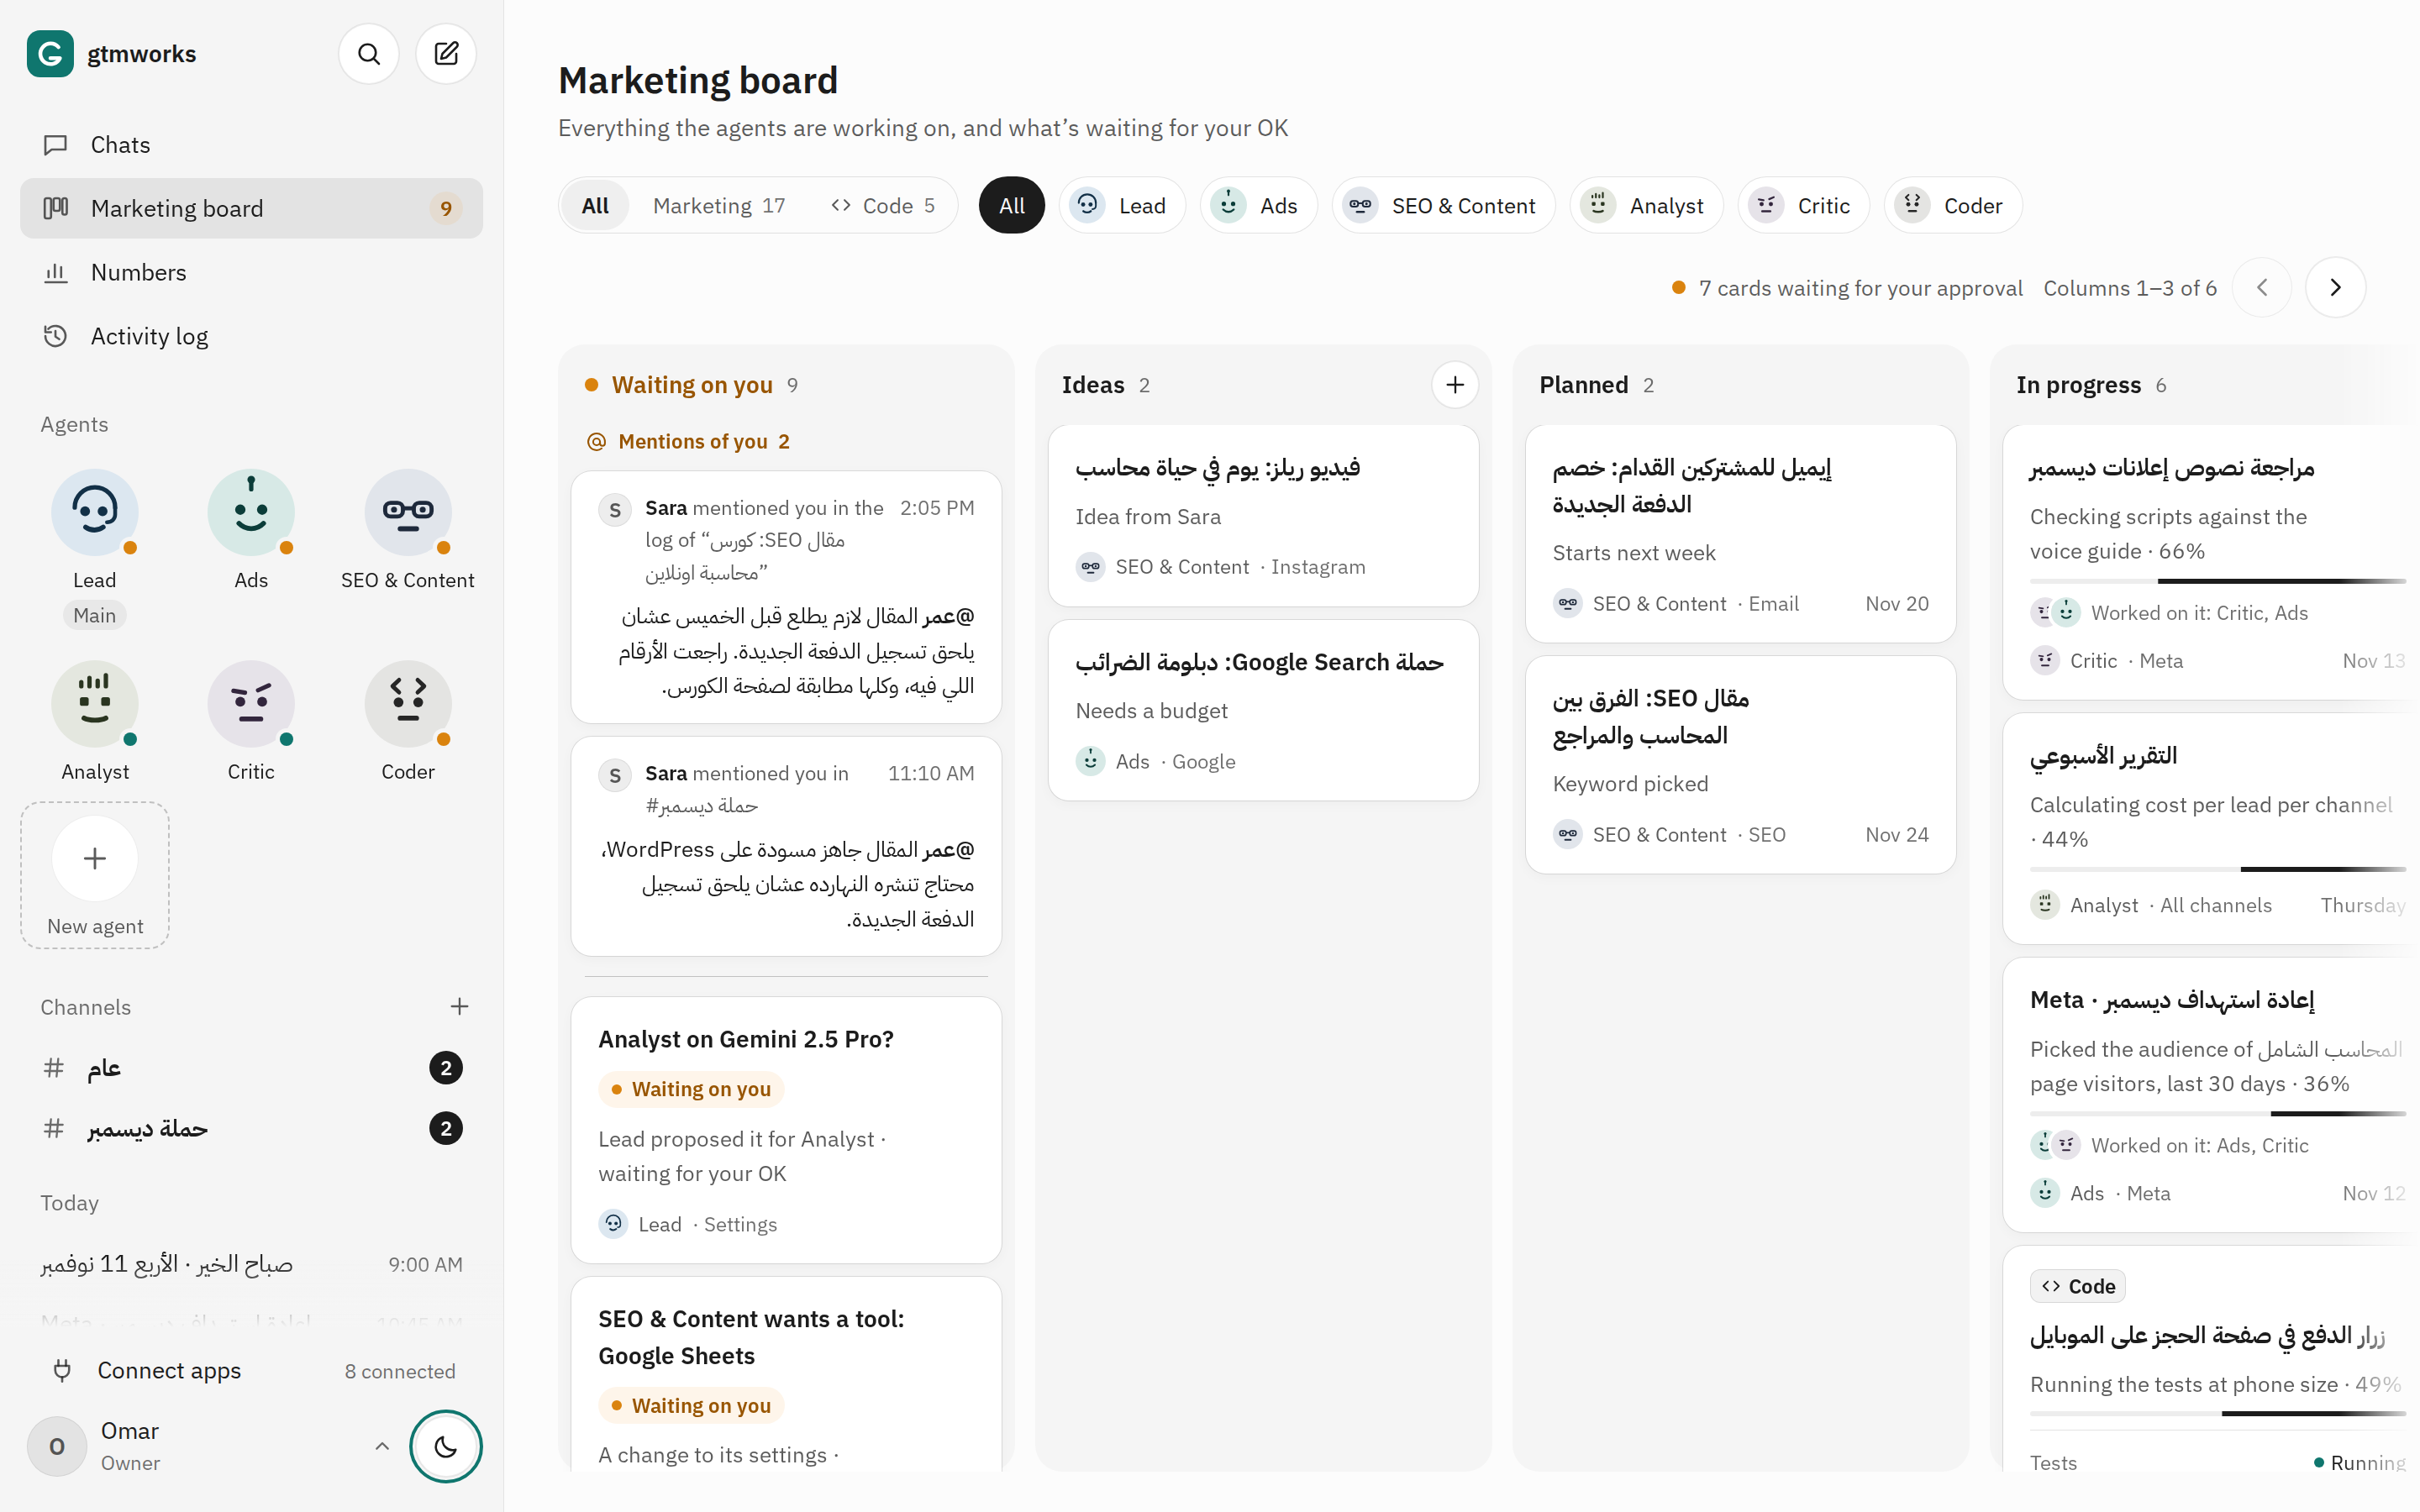 gtmworks
Chats
Marketing board 9
Numbers
Activity log
Agents
Lead
Main
Ads
SEO & Content
Analyst
Critic
Coder
New agent
Channels
عام 2
حملة ديسمبر 2
Today
صباح الخير · الأربع 11 نوفمبر 9:00 AM
Connect apps 8 connected
O
Omar
Owner
Marketing board
Everything the agents are working on, and what’s waiting for your OK
All Marketing 17 Code 5
All Lead Ads SEO & Content Analyst Critic Coder
7 cards waiting for your approval Columns 1–3 of 6
Waiting on you 9
Mentions of you 2
S
Sara mentioned you in the 2:05 PM
log of “مقال SEO: كورس
محاسبة اونلاين”
@عمر المقال لازم يطلع قبل الخميس عشان
يلحق تسجيل الدفعة الجديدة. راجعت الأرقام
اللي فيه، وكلها مطابقة لصفحة الكورس.
S
Sara mentioned you in 11:10 AM
#حملة ديسمبر
@عمر المقال جاهز مسودة على WordPress،
محتاج تنشره النهارده عشان يلحق تسجيل
الدفعة الجديدة.
Analyst on Gemini 2.5 Pro?
Waiting on you
Lead proposed it for Analyst ·
waiting for your OK
Lead · Settings
SEO & Content wants a tool:
Google Sheets
Waiting on you
A change to its settings ·
Ideas 2
فيديو ريلز: يوم في حياة محاسب
Idea from Sara
SEO & Content · Instagram
حملة Google Search: دبلومة الضرائب
Needs a budget
Ads · Google
Planned 2
إيميل للمشتركين القدام: خصم
الدفعة الجديدة
Starts next week
SEO & Content · Email Nov 20
مقال SEO: الفرق بين
المحاسب والمراجع
Keyword picked
SEO & Content · SEO Nov 24
In progress 6
مراجعة نصوص إعلانات ديسمبر
Checking scripts against the
voice guide · 66%
Worked on it: Critic, Ads
Critic · Meta Nov 13
التقرير الأسبوعي
Calculating cost per lead per channel
· 44%
Analyst · All channels Thursday
إعادة استهداف ديسمبر · Meta
Picked the audience of المحاسب الشامل
page visitors, last 30 days · 36%
Worked on it: Ads, Critic
Ads · Meta Nov 12
Code
زرار الدفع في صفحة الحجز على الموبايل
Running the tests at phone size · 49%
Tests Running